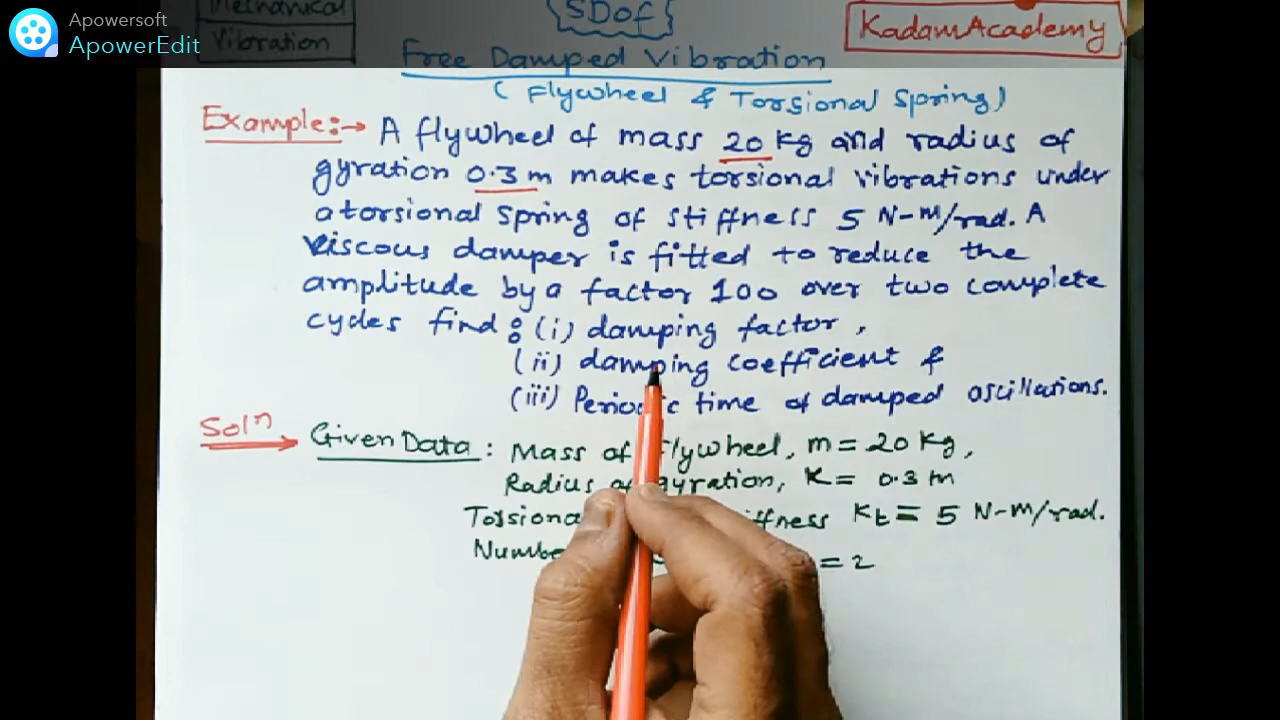 Apowersoft
ApowerEdit
Mechanical
Vibration
SDof
KadamAcademy
Free Damped Vibration
(Flywheel & Torsional Spring)
Example:→ A flywheel of mass 20 kg and radius of
gyration 0.3 m makes torsional vibrations under
a torsional spring of stiffness 5 N-m/rad. A
viscous damper is fitted to reduce the
amplitude by a factor 100 over two complete
cycles find: (i) damping factor,
(ii) damping coefficient &
(iii) Periodic time of damped oscillations.
Soln
Given Data: Mass of Flywheel, m = 20 kg,
Radius of gyration, K = 0.3 m
Kt = 5 N-m/rad.
= 2